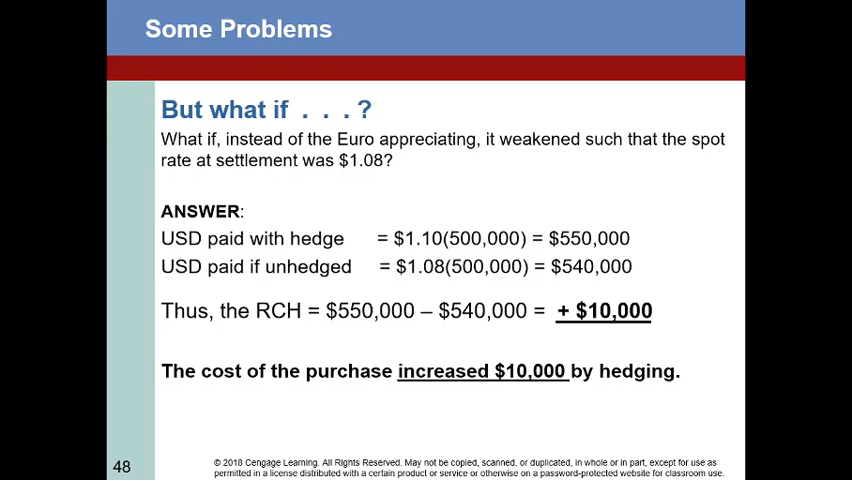 Some Problems
But what if . . . ?
What if, instead of the Euro appreciating, it weakened such that the spot
rate at settlement was $1.08?
ANSWER:
USD paid with hedge = $1.10(500,000) = $550,000
USD paid if unhedged = $1.08(500,000) = $540,000
Thus, the RCH = $550,000 – $540,000 = + $10,000
The cost of the purchase increased $10,000 by hedging.
48
© 2018 Cengage Learning. All Rights Reserved. May not be copied, scanned, or duplicated, in whole or in part, except for use as
permitted in a license distributed with a certain product or service or otherwise on a password-protected website for classroom use.